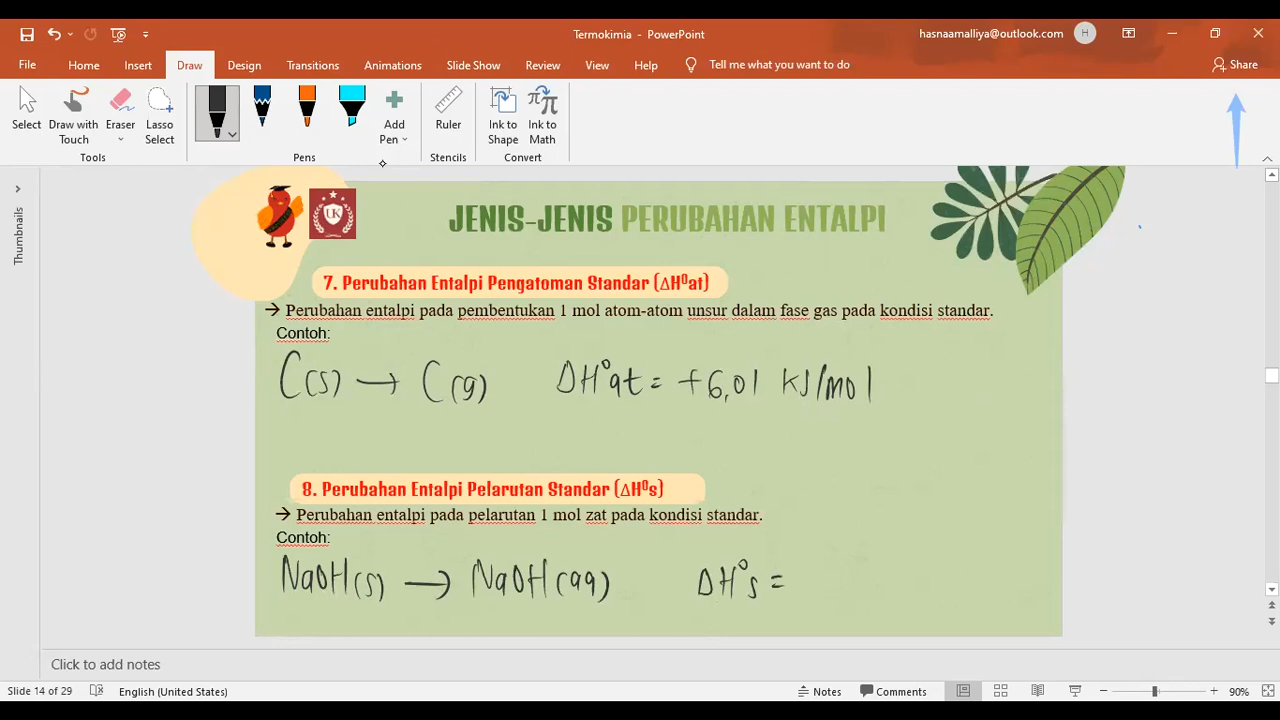 Termokimia - PowerPoint
hasnaamalliya@outlook.com
H
File Home Insert Draw Design Transitions Animations Slide Show Review View Help Tell me what you want to do Share
Select Draw with Touch Eraser Lasso Select Add Pen Ruler Ink to Shape Ink to Math
Tools Pens Stencils Convert
Thumbnails
UK
JENIS-JENIS PERUBAHAN ENTALPI
7. Perubahan Entalpi Pengatoman Standar (ΔH⁰at)
→ Perubahan entalpi pada pembentukan 1 mol atom-atom unsur dalam fase gas pada kondisi standar.
Contoh:
C(s) → C(g) ΔH°at = +6,01 kJ/mol
8. Perubahan Entalpi Pelarutan Standar (ΔH⁰s)
→ Perubahan entalpi pada pelarutan 1 mol zat pada kondisi standar.
Contoh:
NaOH(s) → NaOH(aq) ΔH°s =
Click to add notes
Slide 14 of 29 English (United States) Notes Comments 90%